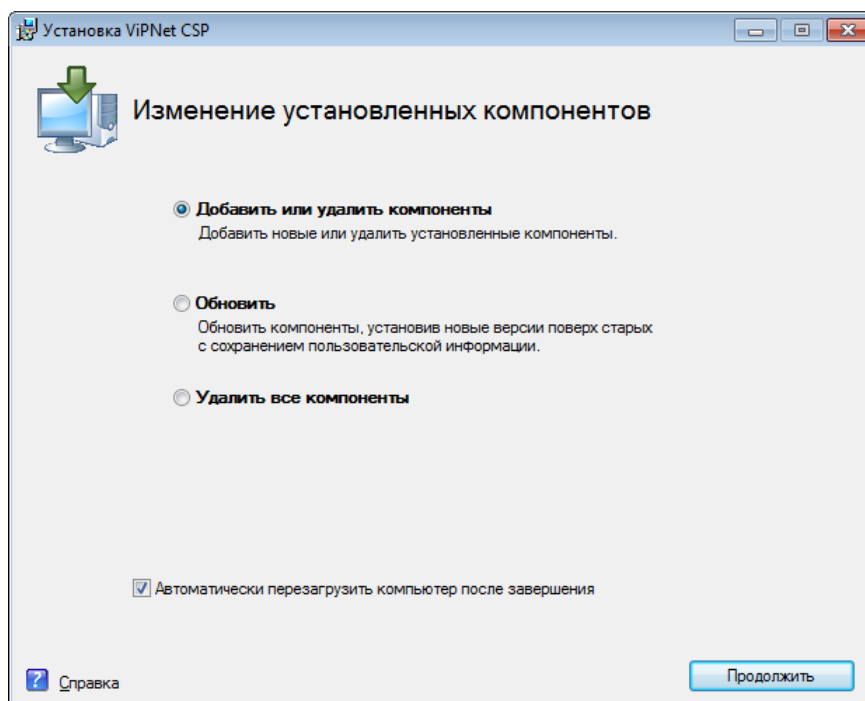 Установка ViPNet CSP
Изменение установленных компонентов
Добавить или удалить компоненты
Добавить новые или удалить установленные компоненты.
Обновить
Обновить компоненты, установив новые версии поверх старых
с сохранением пользовательской информации.
Удалить все компоненты
Автоматически перезагрузить компьютер после завершения
Справка
Продолжить